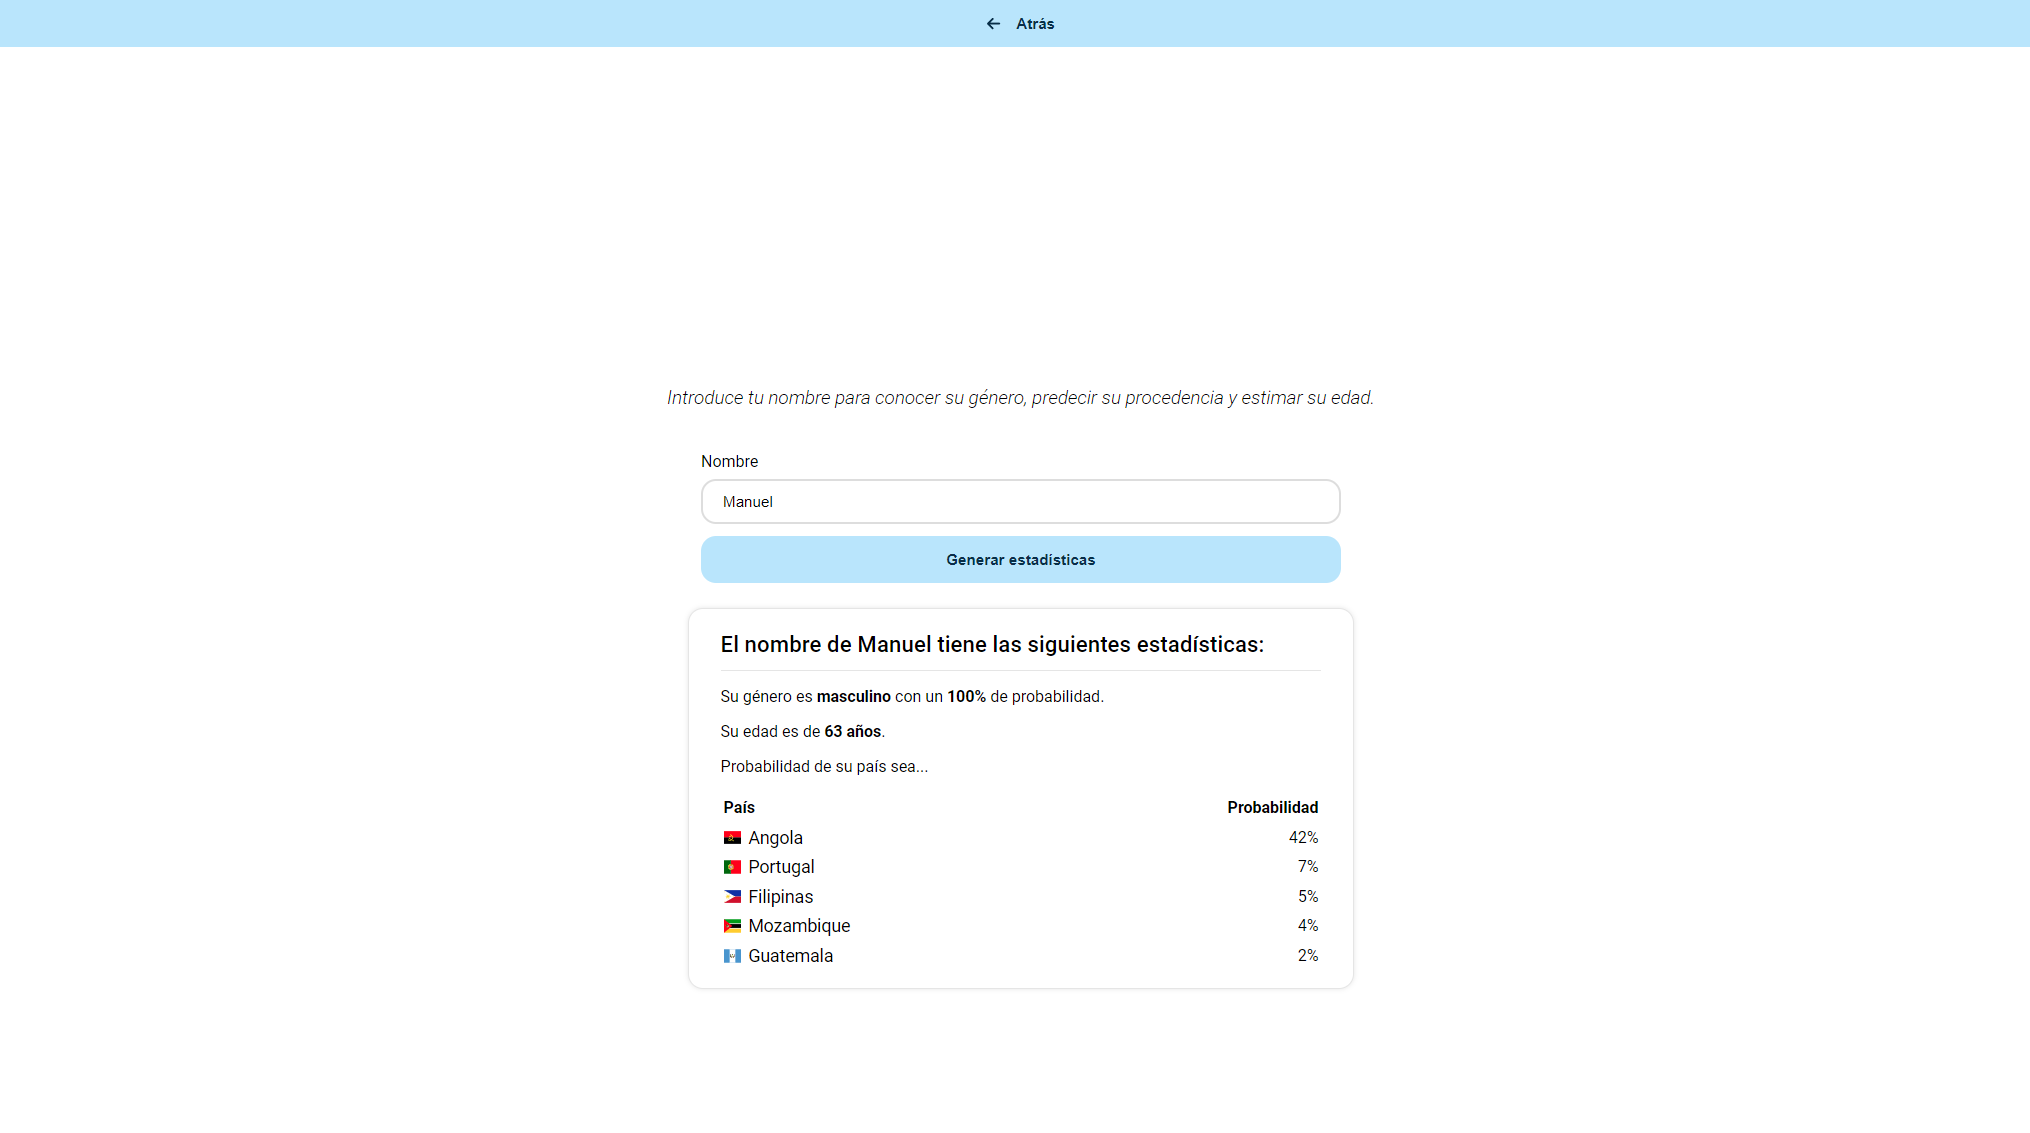 Atrás
Introduce tu nombre para conocer su género, predecir su procedencia y estimar su edad.
Nombre
Manuel
Generar estadísticas
El nombre de Manuel tiene las siguientes estadísticas:
Su género es masculino con un 100% de probabilidad.
Su edad es de 63 años.
Probabilidad de su país sea...
País Probabilidad
Angola 42%
Portugal 7%
Filipinas 5%
Mozambique 4%
Guatemala 2%